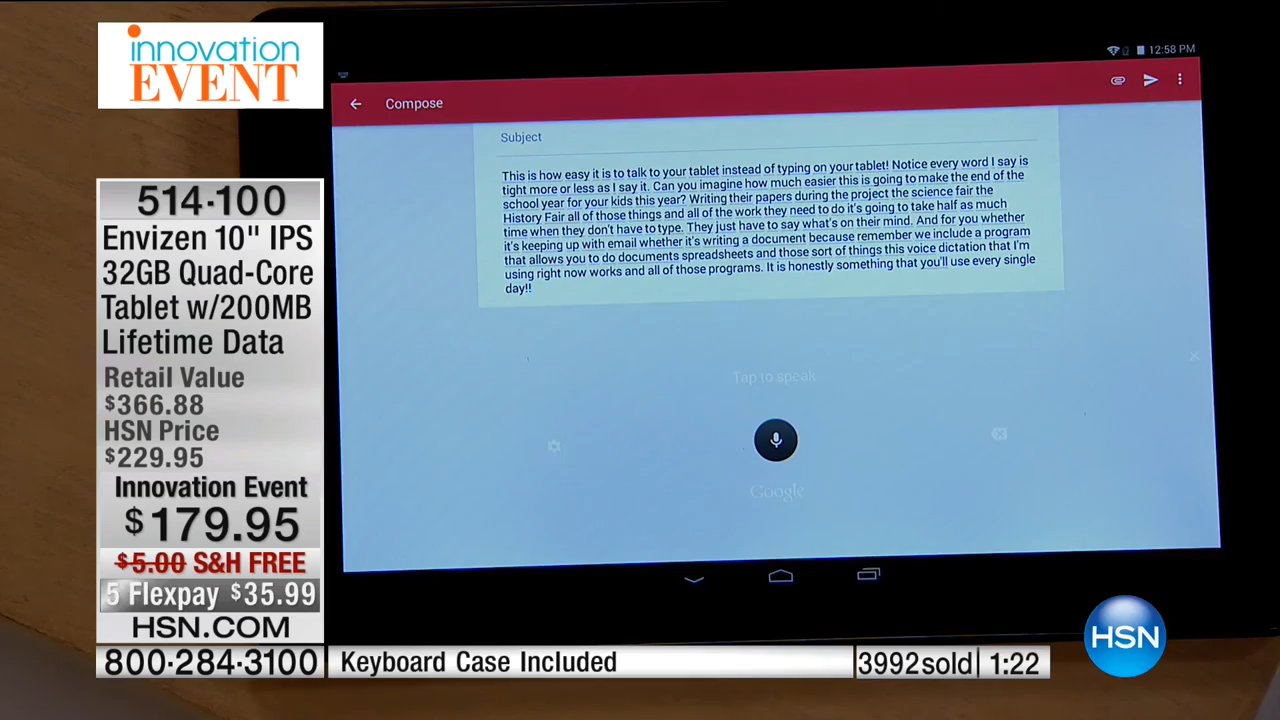 innovation
EVENT
514-100
Envizen 10" IPS
32GB Quad-Core
Tablet w/200MB
Lifetime Data
Retail Value
$366.88
HSN Price
$229.95
Innovation Event
$179.95
$5.00 S&H FREE
5 Flexpay $35.99
HSN.COM
800-284-3100
Keyboard Case Included
3992sold
1:22
HSN
12:58 PM
Compose
Subject
This is how easy it is to talk to your tablet instead of typing on your tablet! Notice every word I say is
tight more or less as I say it. Can you imagine how much easier this is going to make the end of the
school year for your kids this year? Writing their papers during the project the science fair the
History Fair all of those things and all of the work they need to do it's going to take half as much
time when they don't have to type. They just have to say what's on their mind. And for you whether
it's keeping up with email whether it's writing a document because remember we include a program
that allows you to do documents spreadsheets and those sort of things this voice dictation that I'm
using right now works and all of those programs. It is honestly something that you'll use every single
day!!
Tap to speak
Google